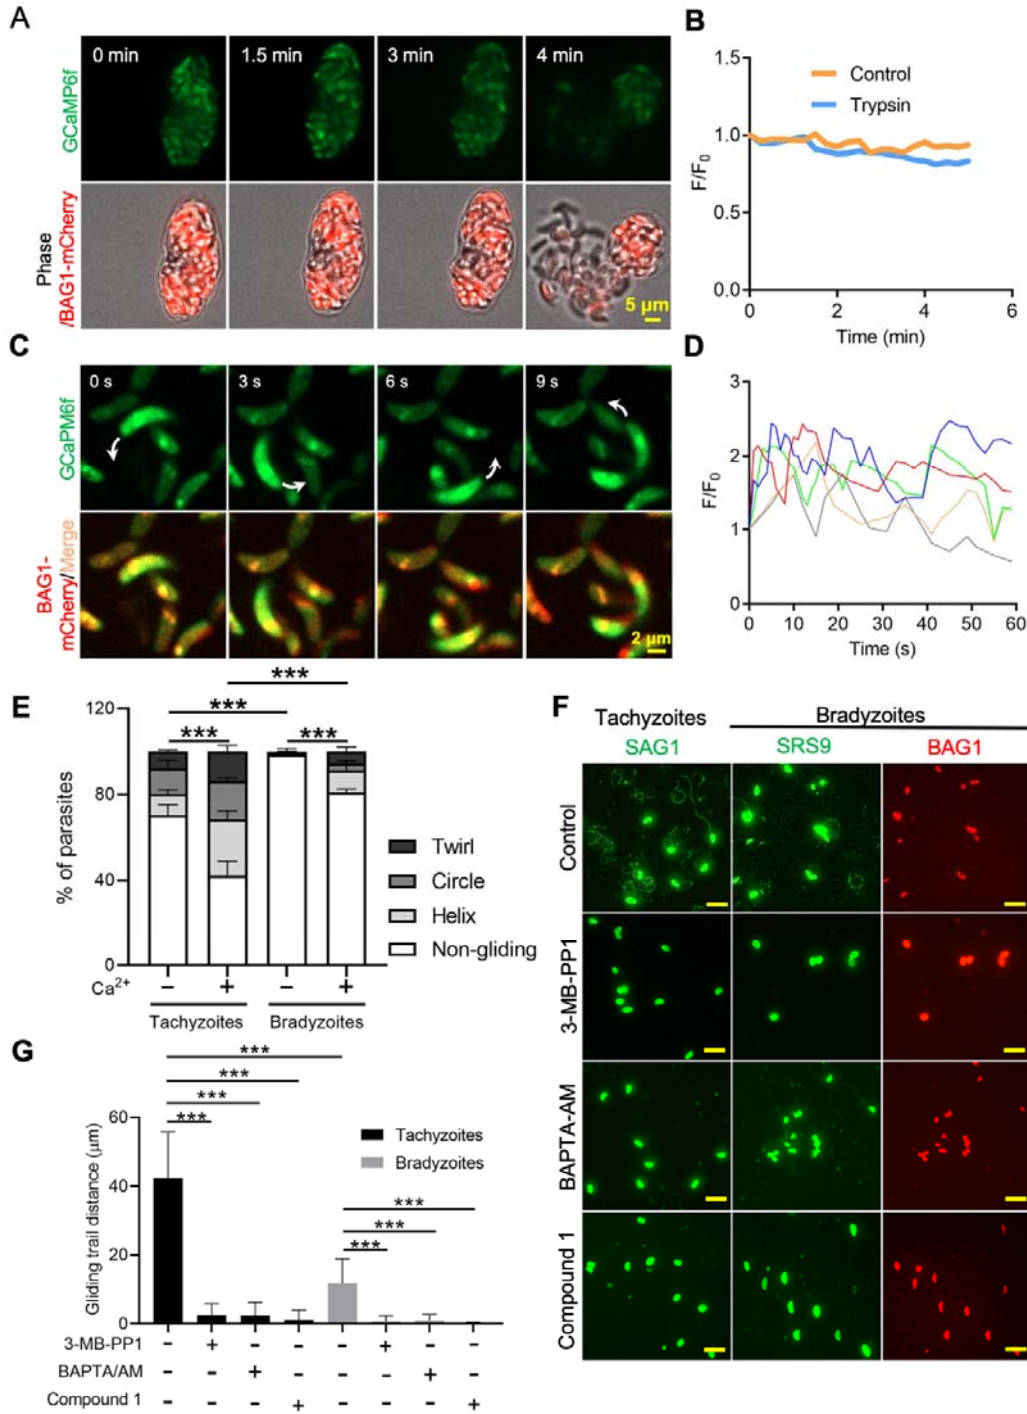 A
0 min
1.5 min
3 min
4 min
GCaMP6f
Phase
/BAG1-mCherry
5 µm
B
1.5
1.0
0.5
0.0
F/F0
Control
Trypsin
0
2
4
6
Time (min)
C
0 s
3 s
6 s
9 s
GCaPM6f
BAG1-
mCherry/Merge
2 µm
D
3
2
1
0
F/F0
0 10 20 30 40 50 60
Time (s)
E
***
***
***
***
120
80
40
0
% of parasites
Twirl
Circle
Helix
Non-gliding
Ca2+
– + – +
Tachyzoites
Bradyzoites
F
Tachyzoites
Bradyzoites
SAG1
SRS9
BAG1
Control
3-MB-PP1
BAPTA-AM
Compound 1
G
***
***
***
***
***
***
***
60
40
20
0
Gliding trail distance (µm)
Tachyzoites
Bradyzoites
3-MB-PP1 – + – – – + – –
BAPTA/AM – – + – – – + –
Compound 1 – – – + – – – +